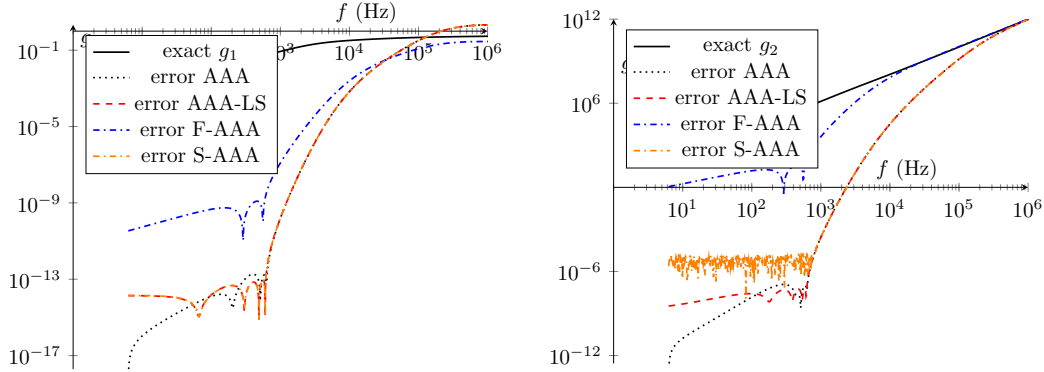 f (Hz)
10^-1
10^-5
10^-9
10^-13
10^-17
10^3
10^4
10^5
10^6
exact g_1
error AAA
error AAA-LS
error F-AAA
error S-AAA
10^12
10^6
10^-6
10^-12
exact g_2
error AAA
error AAA-LS
error F-AAA
error S-AAA
f (Hz)
10^1
10^2
10^3
10^4
10^5
10^6